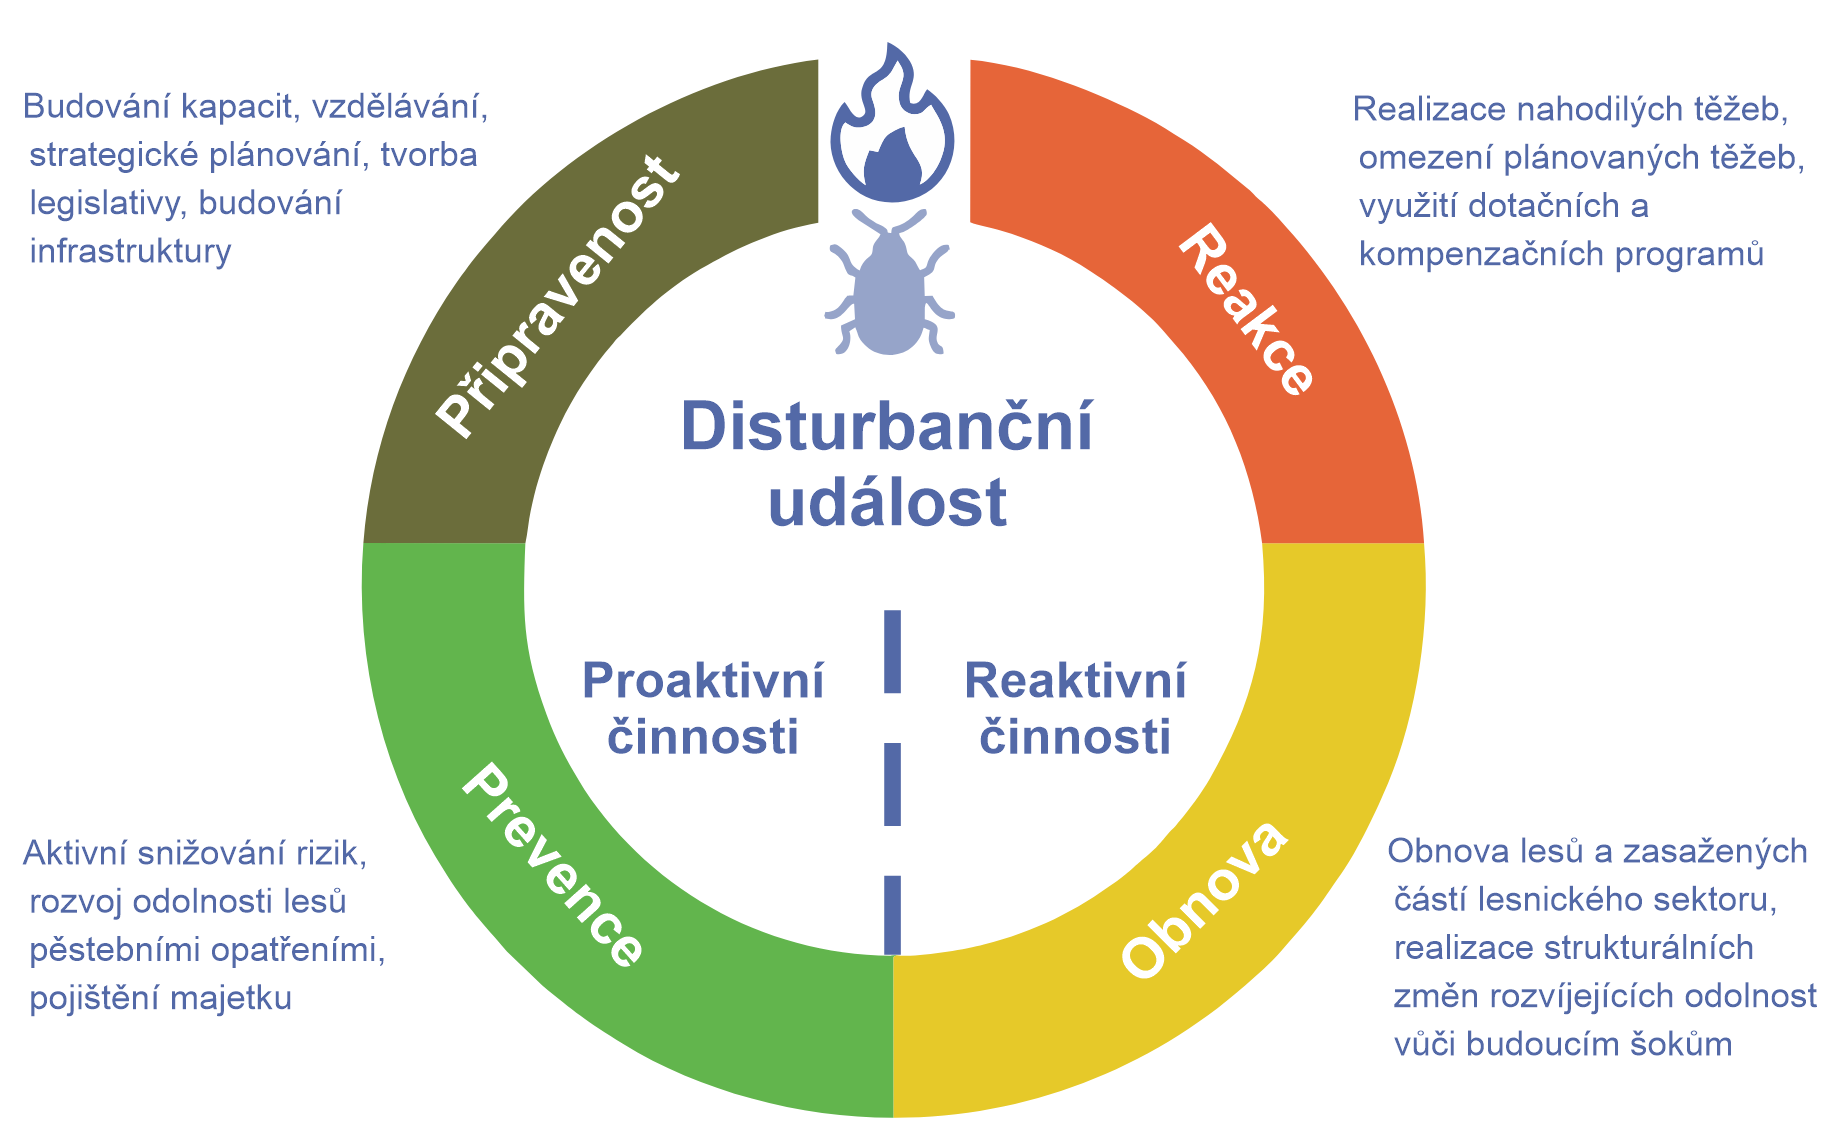 Budování kapacit, vzdělávání,
strategické plánování, tvorba
legislativy, budování
infrastruktury
Připravenost
Realizace nahodilých těžeb,
omezení plánovaných těžeb,
využití dotačních a
kompenzačních programů
Reakce
Disturbanční
událost
Proaktivní
činnosti
Reaktivní
činnosti
Aktivní snižování rizik,
rozvoj odolnosti lesů
pěstebními opatřeními,
pojištění majetku
Prevence
Obnova
Obnova lesů a zasažených
částí lesnického sektoru,
realizace strukturálních
změn rozvíjejících odolnost
vůči budoucím šokům